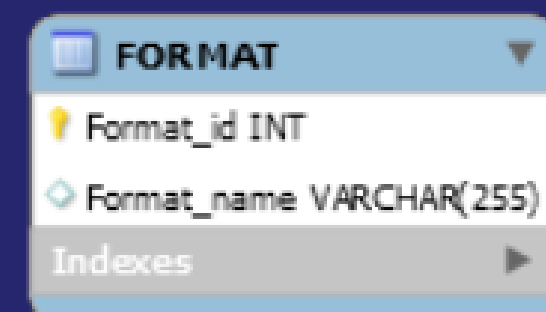 FORMAT
Format_id INT
Format_name VARCHAR(255)
Indexes